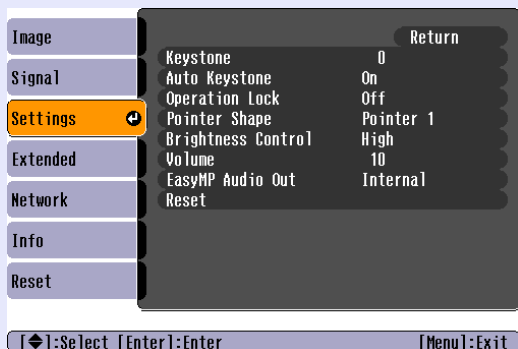 Image
Signal
Settings
Extended
Network
Info
Reset
Return
Keystone 0
Auto Keystone On
Operation Lock Off
Pointer Shape Pointer 1
Brightness Control High
Volume 10
EasyMP Audio Out Internal
Reset
[◆]:Select [Enter]:Enter [Menu]:Exit